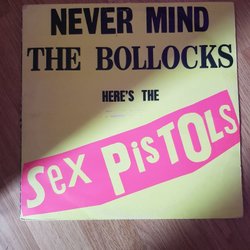 NEVER MIND
THE BOLLOCKS
HERE'S THE
Sex PiSTOLS